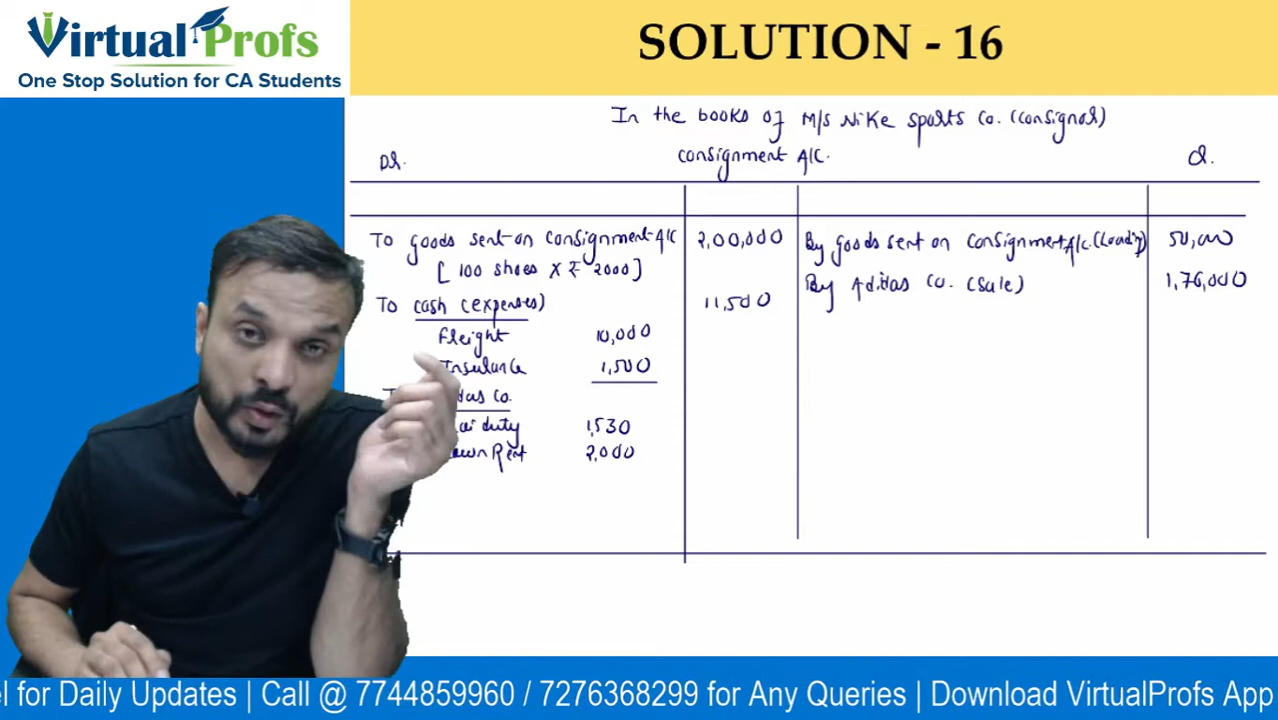 Virtual Profs
One Stop Solution for CA Students
SOLUTION - 16
In the books of M/s Nike Sports Co. (Consignor)
Dr.
Consignment A/c.
Cr.
To goods sent on Consignment A/c 2,00,000
[100 shoes X ₹ 2000]
To cash (expenses) 11,500
Freight 10,000
Insurance 1,500
das Co.
duty 1,530
Rent 2,000
By goods sent on Consignment A/c. (Loading) 50,000
By Adidas Co. (Sale) 1,76,000
el for Daily Updates | Call @ 7744859960 / 7276368299 for Any Queries | Download VirtualProfs App